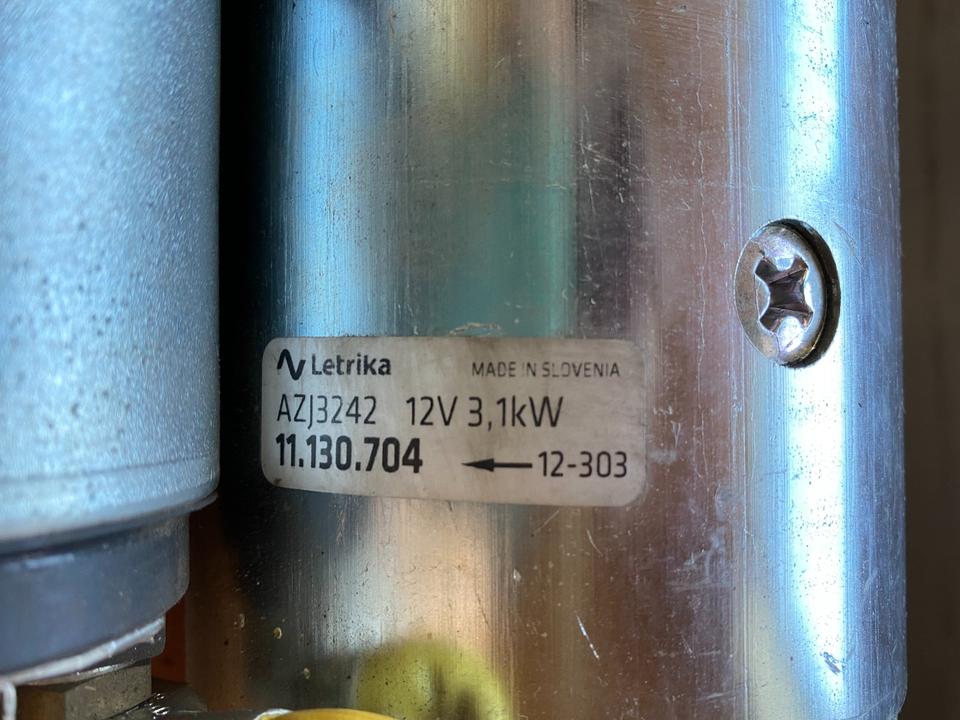 Letrika MADE IN SLOVENIA
AZJ3242 12V 3,1kW
11.130.704 ←12-303